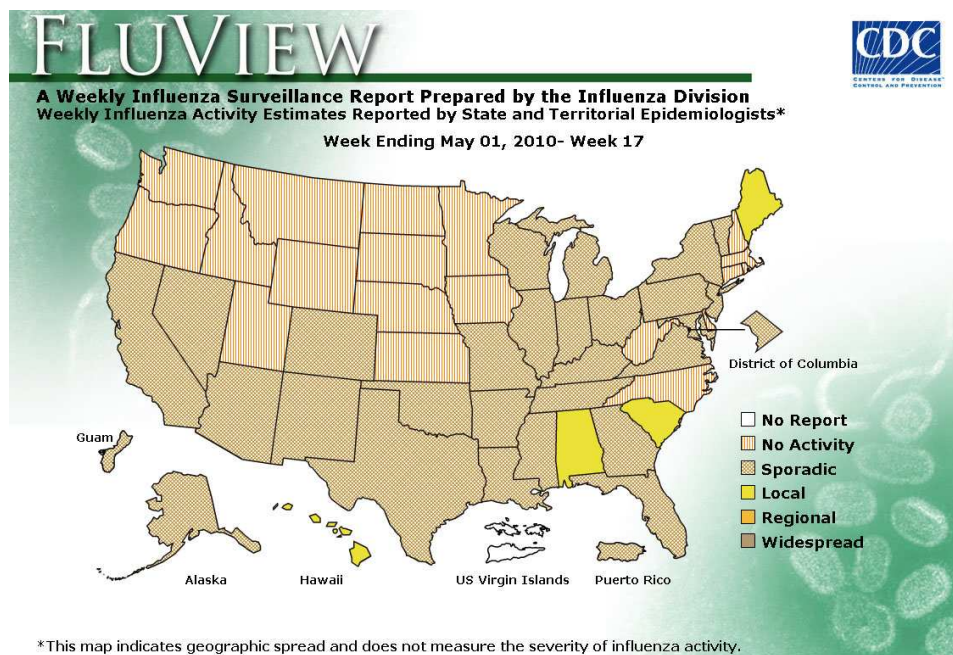 FLUVIEW
CDC
CENTERS FOR DISEASE™
CONTROL AND PREVENTION
A Weekly Influenza Surveillance Report Prepared by the Influenza Division
Weekly Influenza Activity Estimates Reported by State and Territorial Epidemiologists*
Week Ending May 01, 2010- Week 17
District of Columbia
No Report
Guam
No Activity
Sporadic
Local
Regional
Widespread
Alaska
Hawaii
US Virgin Islands
Puerto Rico
*This map indicates geographic spread and does not measure the severity of influenza activity.